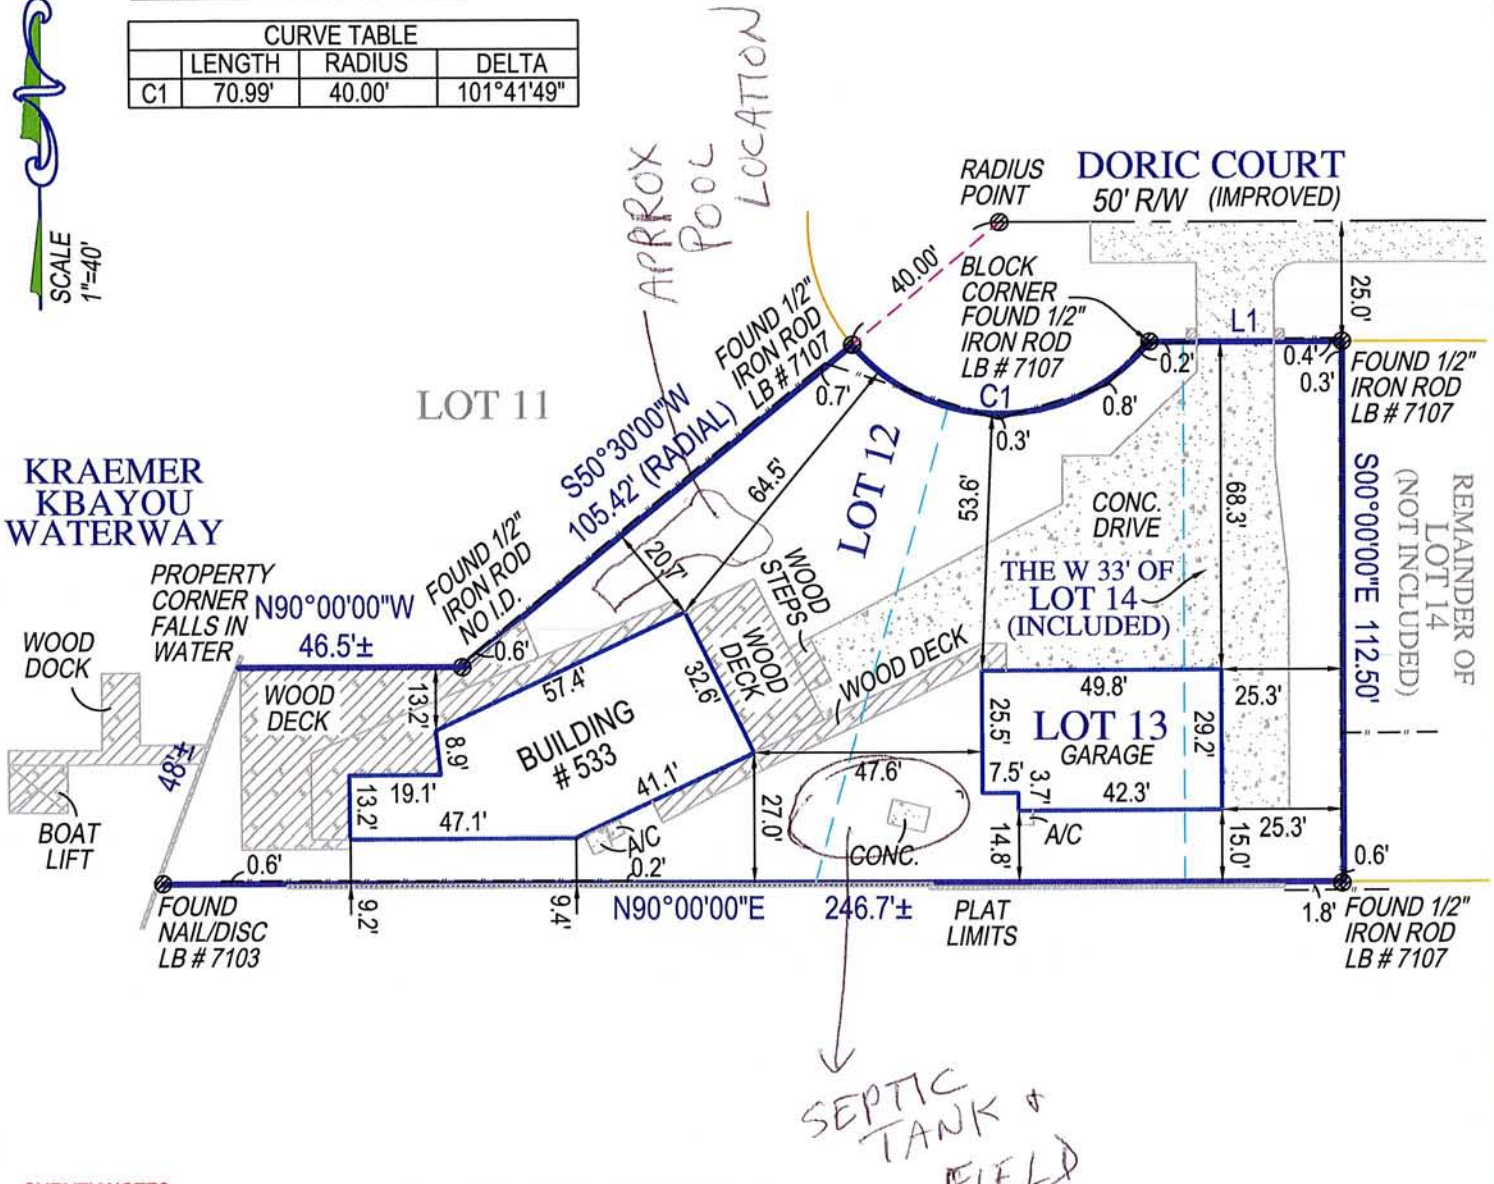 CURVE TABLE
LENGTH RADIUS DELTA
C1 70.99' 40.00' 101°41'49"
SCALE
1"=40'
APPROX
POOL
LOCATION
RADIUS
POINT
DORIC COURT
50' R/W (IMPROVED)
40.00'
BLOCK
CORNER
FOUND 1/2"
IRON ROD
LB # 7107
25.0'
L1
0.2'
0.4'
0.3'
FOUND 1/2"
IRON ROD
LB # 7107
FOUND 1/2"
IRON ROD
LB # 7107
0.7'
C1
0.8'
0.3'
LOT 11
S50°30'00"W
105.42' (RADIAL)
64.5'
LOT 12
53.6'
68.3'
CONC.
DRIVE
S00°00'00"E 112.50'
REMAINDER OF
LOT 14
(NOT INCLUDED)
KRAEMER
KBAYOU
WATERWAY
PROPERTY
CORNER
FALLS IN
WATER
N90°00'00"W
46.5'±
FOUND 1/2"
IRON ROD
NO I.D.
0.6'
20.7'
WOOD
STEPS
THE W 33' OF
LOT 14
(INCLUDED)
WOOD
DOCK
WOOD
DECK
13.2'
57.4'
32.6'
WOOD
DECK
WOOD DECK
49.8'
25.3'
25.5'
LOT 13
GARAGE
29.2'
BUILDING
# 533
8.9'
48'±
19.1'
13.2'
47.1'
41.1'
47.6'
7.5'
3.7'
42.3'
25.3'
BOAT
LIFT
A/C
27.0'
CONC.
14.8'
A/C
15.0'
0.6'
0.2'
0.6'
FOUND
NAIL/DISC
LB # 7103
9.2'
9.4'
N90°00'00"E 246.7'±
PLAT
LIMITS
1.8'
FOUND 1/2"
IRON ROD
LB # 7107
SEPTIC
TANK &
FIELD